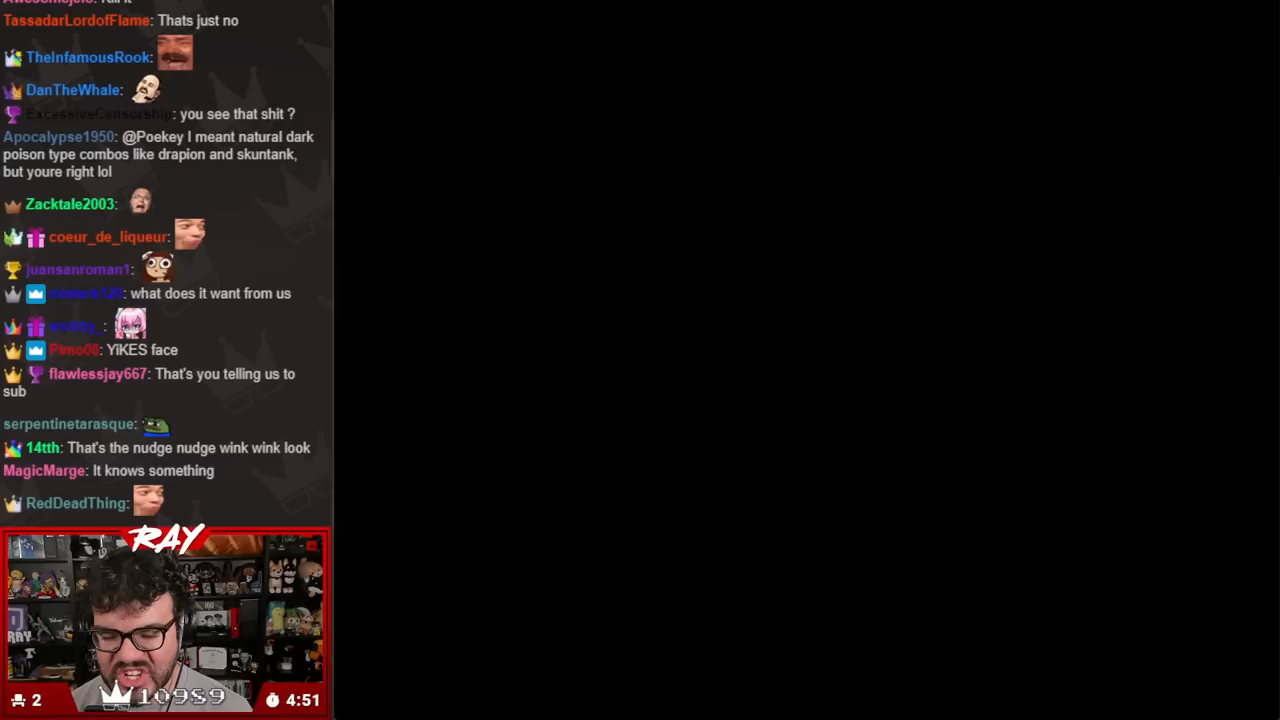 TassadarLordofFlame: Thats just no
TheInfamousRook:
DanTheWhale:
ExcessiveCensorship: you see that shit ?
Apocalypse1950: @Poekey I meant natural dark
poison type combos like drapion and skuntank,
but youre right lol
Zacktale2003:
coeur_de_liqueur:
juansanroman1:
: what does it want from us
Pimo08: YiKES face
flawlessjay667: That's you telling us to
sub
serpentinetarasque:
14tth: That's the nudge nudge wink wink look
MagicMarge: It knows something
RedDeadThing:
RAY
RAY
2
10989
4:51